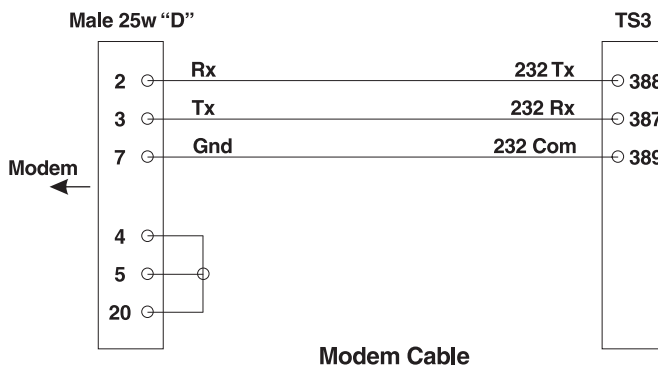 Male 25w “D” TS3
2 Rx 232 Tx 388
3 Tx 232 Rx 387
7 Gnd 232 Com 389
Modem
4
5
20
Modem Cable